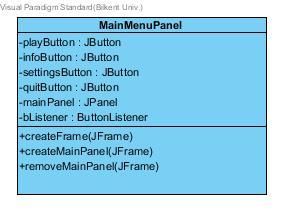 Visual Paradigm Standard(Bilkent Univ.)
MainMenuPanel
-playButton : JButton
-infoButton : JButton
-settingsButton : JButton
-quitButton : JButton
-mainPanel : JPanel
-bListener : ButtonListener
+createFrame(JFrame)
+createMainPanel(JFrame)
+removeMainPanel(JFrame)